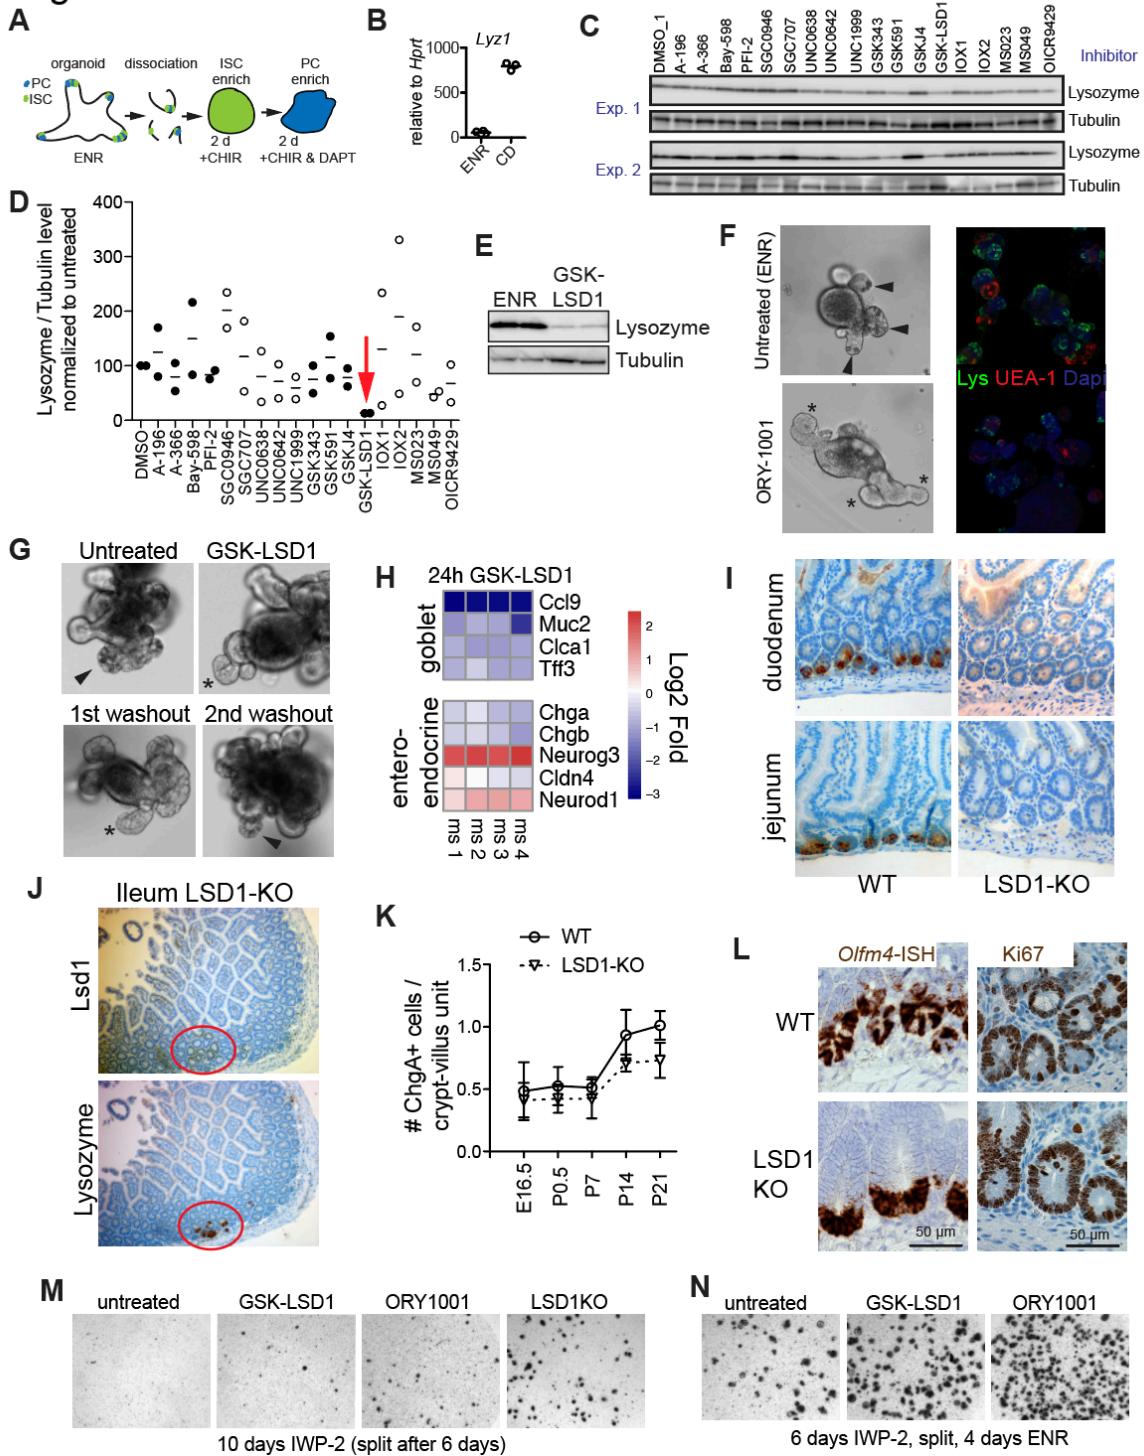 A
organoid
dissociation
ISC
enrich
PC
enrich
PC
ISC
ENR
2 d
+CHIR
2 d
+CHIR & DAPT
B
Lyz1
relative to Hprt
1000
500
0
ENR
CD
C
DMSO_1
A-196
A-366
Bay-598
PFI-2
SGC0946
SGC707
UNC0638
UNC0642
UNC1999
GSK343
GSK591
GSKJ4
GSK-LSD1
IOX1
IOX2
MS023
MS049
OICR9429
Inhibitor
Exp. 1
Lysozyme
Tubulin
Exp. 2
Lysozyme
Tubulin
D
Lysozyme / Tubulin level
normalized to untreated
400
300
200
100
0
DMSO
A-196
A-366
Bay-598
PFI-2
SGC0946
SGC707
UNC0638
UNC0642
UNC1999
GSK343
GSK591
GSKJ4
GSK-LSD1
IOX1
IOX2
MS023
MS049
OICR9429
E
ENR
GSK-
LSD1
Lysozyme
Tubulin
F
Untreated (ENR)
ORY-1001
* * *
Lys UEA-1 Dapi
G
Untreated
GSK-LSD1
*
1st washout
2nd washout
*
H
24h GSK-LSD1
goblet
Ccl9
Muc2
Clca1
Tff3
entero-
endocrine
Chga
Chgb
Neurog3
Cldn4
Neurod1
ms 1
ms 2
ms 3
ms 4
2
1
0
−1
−2
−3
Log2 Fold
I
duodenum
jejunum
WT
LSD1-KO
J
Ileum LSD1-KO
Lsd1
Lysozyme
K
WT
LSD1-KO
# ChgA+ cells /
crypt-villus unit
1.5
1.0
0.5
0.0
E16.5
P0.5
P7
P14
P21
L
Olfm4-ISH
Ki67
WT
LSD1
KO
50 µm
50 µm
M
untreated
GSK-LSD1
ORY1001
LSD1KO
10 days IWP-2 (split after 6 days)
N
untreated
GSK-LSD1
ORY1001
6 days IWP-2, split, 4 days ENR